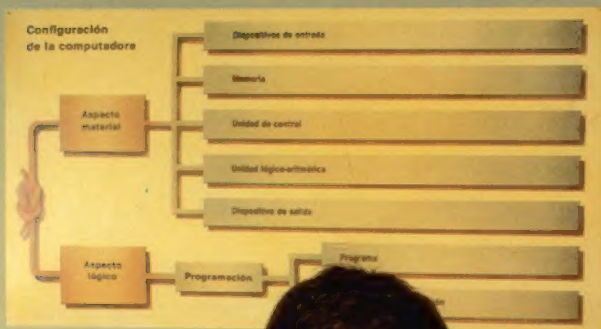 Configuración
de la computadora
Dispositivos de entrada
Memoria
Aspecto
material
Unidad de control
Unidad lógico-aritmética
Dispositivo de salida
Aspecto
lógico
Programación
Programa